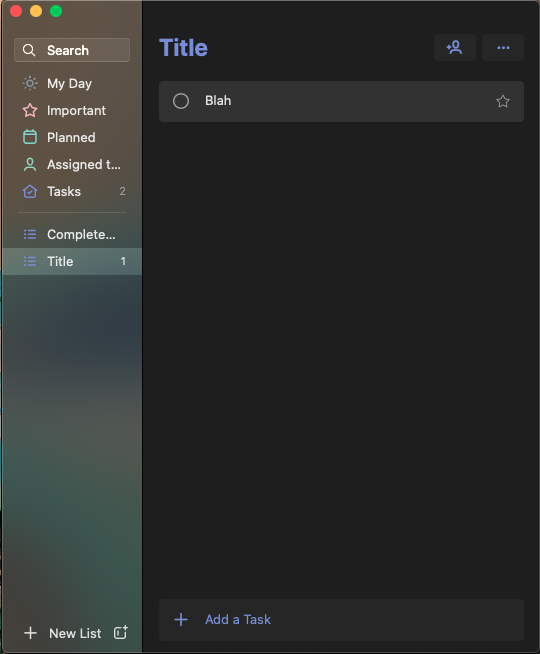 Search
My Day
Important
Planned
Assigned t...
Tasks 2
Complete...
Title 1
New List
Title
Blah
Add a Task